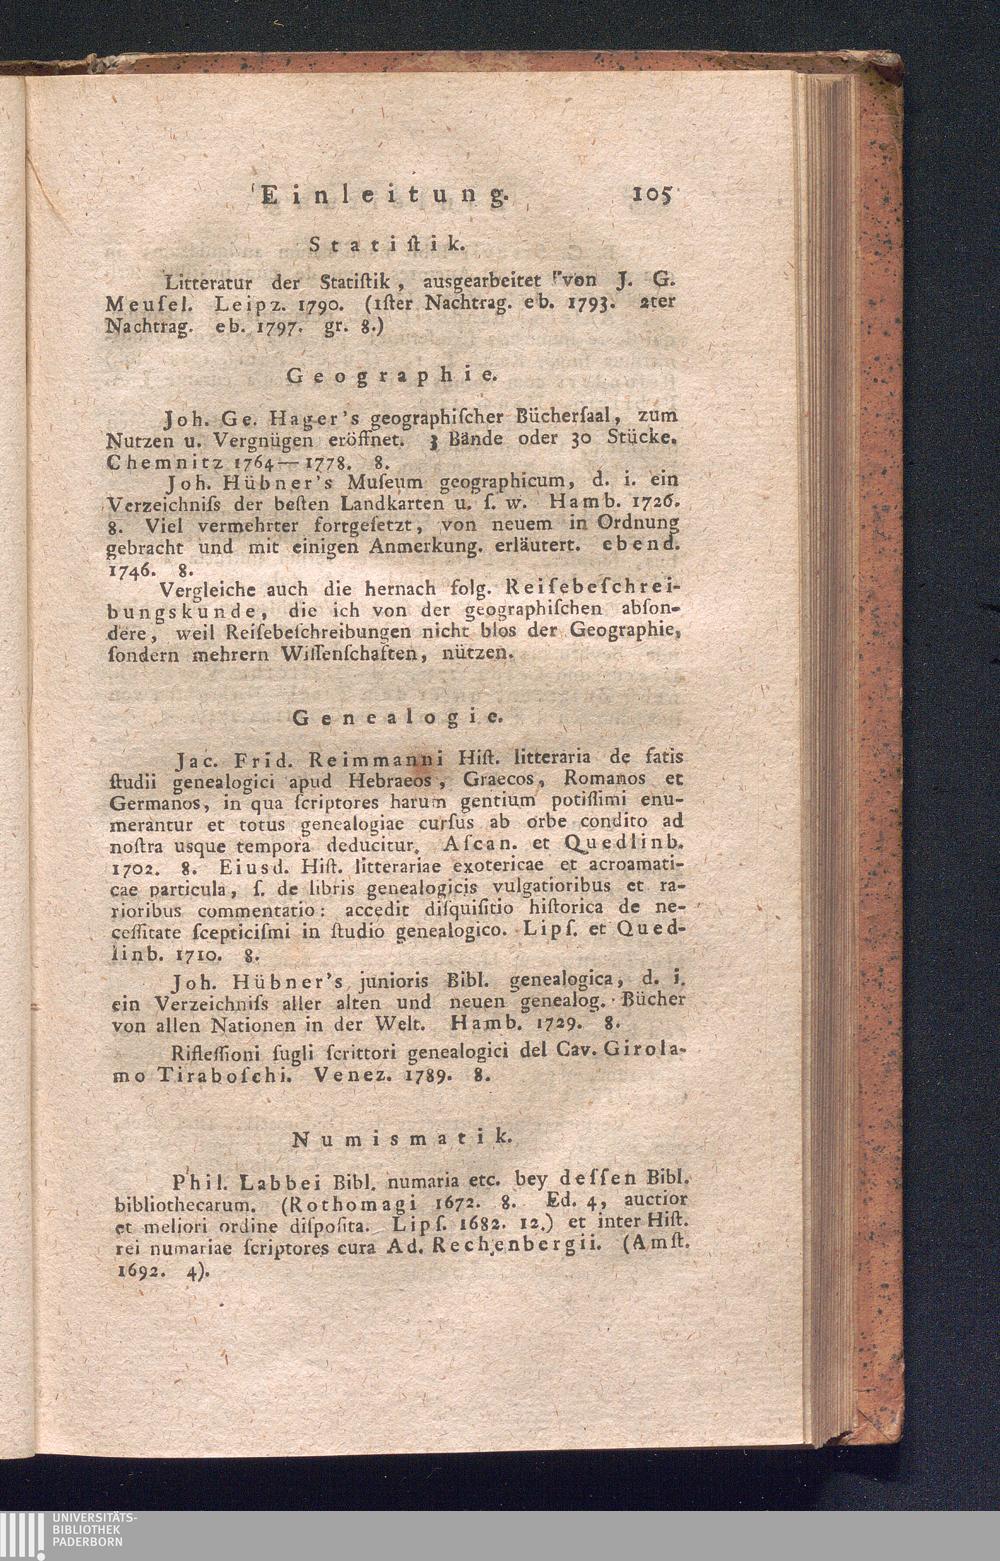 Einleitung. 105
Statiſtik.
Litteratur der Statiſtik, ausgearbeitet von J. G.
Meuſel. Leipz. 1790. (1ſter Nachtrag. eb. 1793. 2ter
Nachtrag. eb. 1797. gr. 8.)
Geographie.
Joh. Ge. Hager's geographiſcher Bücherſaal, zum
Nutzen u. Vergnügen eröffnet. 3 Bände oder 30 Stücke.
Chemnitz 1764—1778. 8.
Joh. Hübner's Muſeum geographicum, d. i. ein
Verzeichniſs der beſten Landkarten u. ſ. w. Hamb. 1726.
8. Viel vermehrter fortgeſetzt, von neuem in Ordnung
gebracht und mit einigen Anmerkung. erläutert. ebend.
1746. 8.
Vergleiche auch die hernach folg. Reiſebeſchrei-
bungskunde, die ich von der geographiſchen abſon-
dere, weil Reiſebeſchreibungen nicht blos der Geographie,
ſondern mehrern Wiſſenſchaften, nützen.
Genealogie.
Jac. Frid. Reimmanni Hiſt. litteraria de fatis
ſtudii genealogici apud Hebraeos, Graecos, Romanos et
Germanos, in qua ſcriptores harum gentium potiſſimi enu-
merantur et totus genealogiae curſus ab orbe condito ad
noſtra usque tempora deducitur. Aſcan. et Quedlinb.
1702. 8. Eiusd. Hiſt. litterariae exotericae et acroamati-
cae particula, ſ. de libris genealogicis vulgatioribus et ra-
rioribus commentatio: accedit diſquiſitio hiſtorica de ne-
ceſſitate ſcepticiſmi in ſtudio genealogico. Lipſ. et Qued-
linb. 1710. 8.
Joh. Hübner's junioris Bibl. genealogica, d. i.
ein Verzeichniſs aller alten und neuen genealog. Bücher
von allen Nationen in der Welt. Hamb. 1729. 8.
Rifleſſioni ſugli ſcrittori genealogici del Cav. Girola-
mo Tiraboſchi. Venez. 1789. 8.
Numismatik.
Phil. Labbei Bibl. numaria etc. bey deſſen Bibl.
bibliothecarum. (Rothomagi 1672. 8. Ed. 4, auctior
et meliori ordine diſpoſita. Lipſ. 1682. 12.) et inter Hiſt.
rei numariae ſcriptores cura Ad. Rechenbergii. (Amſt.
1692. 4).
UNIVERSITÄTS-
BIBLIOTHEK
PADERBORN